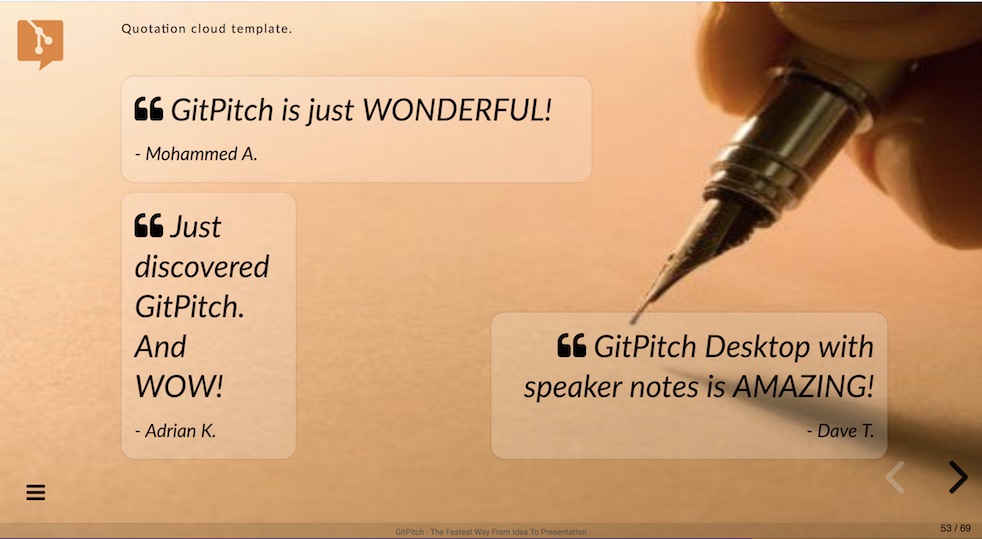 Quotation cloud template.
GitPitch is just WONDERFUL!
- Mohammed A.
Just
discovered
GitPitch.
And
WOW!
- Adrian K.
GitPitch Desktop with
speaker notes is AMAZING!
- Dave T.
53 / 69
GitPitch - The Fastest Way From Idea To Presentation